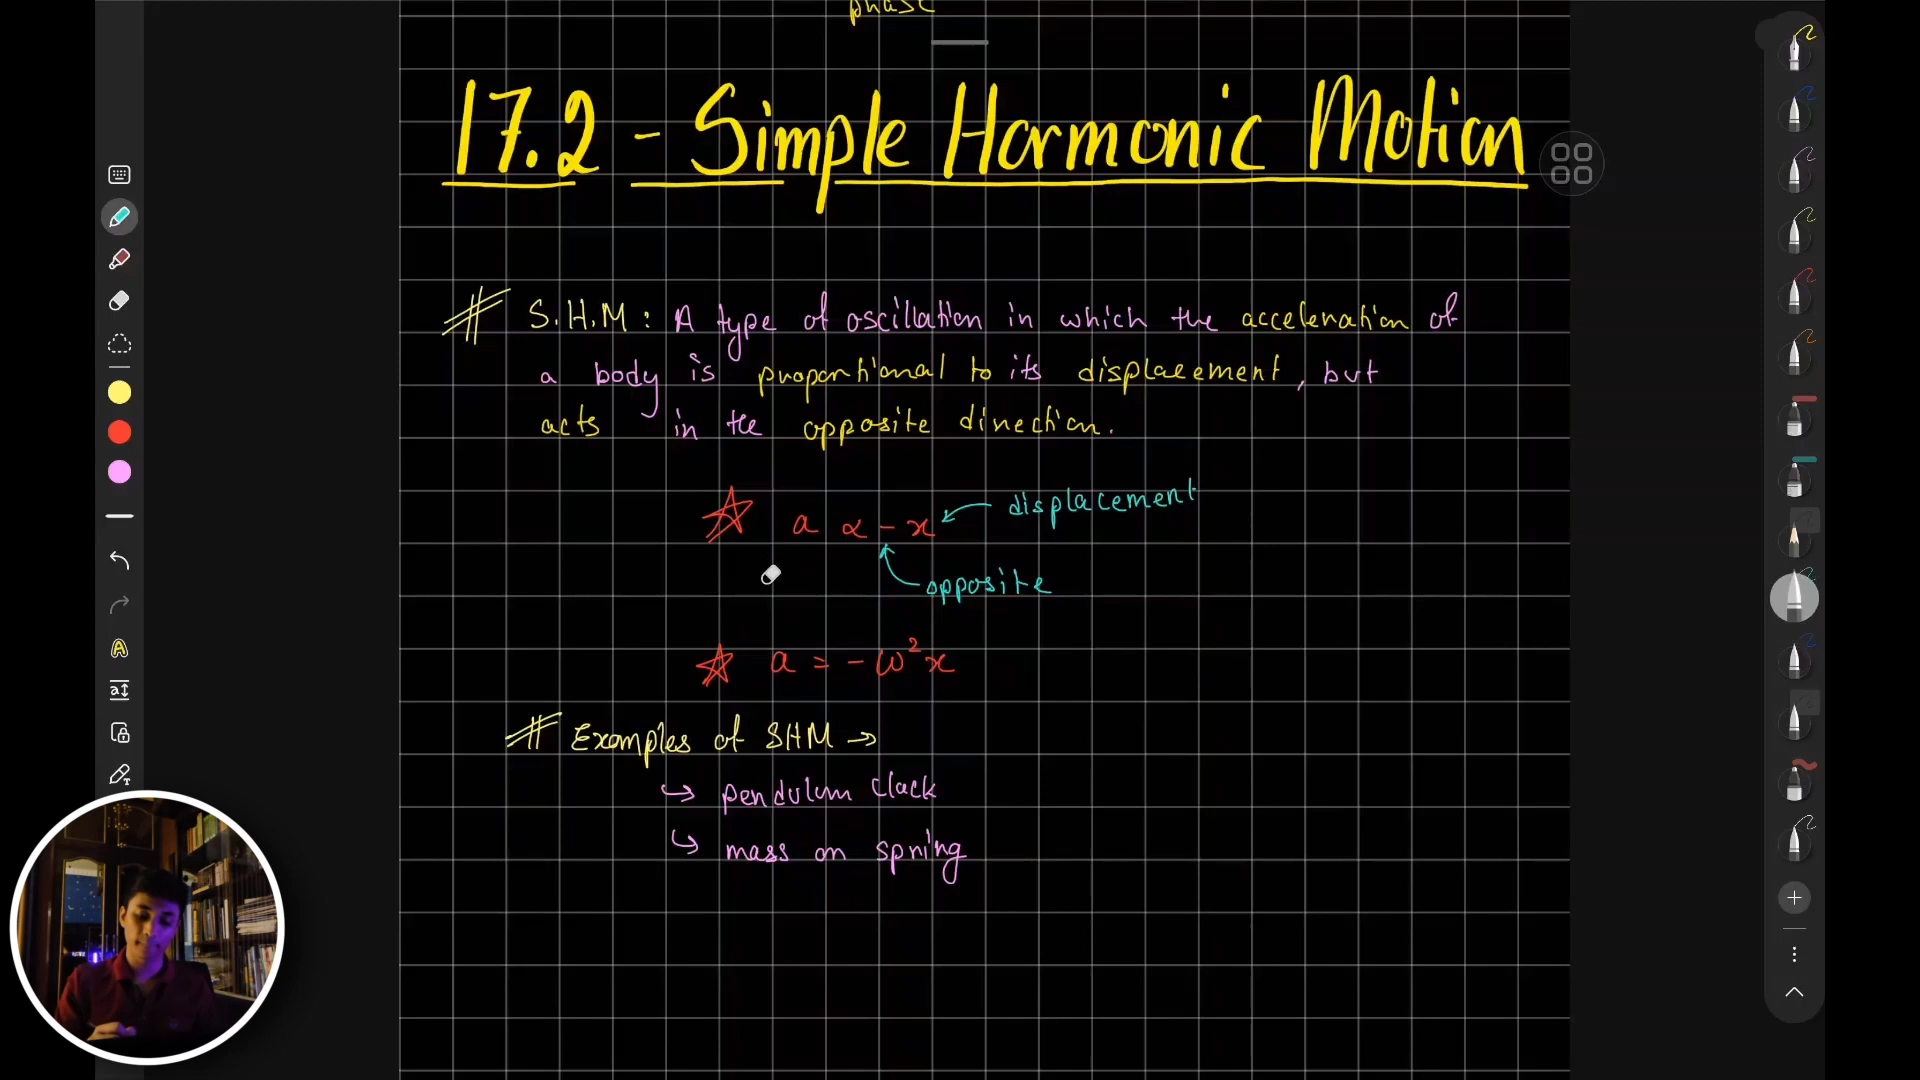 phase
17.2 - Simple Harmonic Motion
# S.H.M: A type of oscillation in which the acceleration of
a body is proportional to its displacement, but
acts in the opposite direction.
☆ a ∝ - x ← displacement
opposite
☆ a = - ω²x
# Examples of SHM →
↪ pendulum Clock
↪ mass on spring